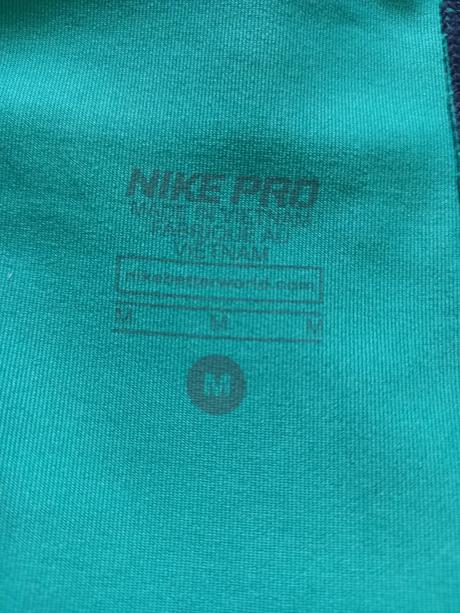 NIKE PRO
MADE IN VIETNAM
FABRIQUE AU
VIETNAM
nikebetterworld.com
M M M
M